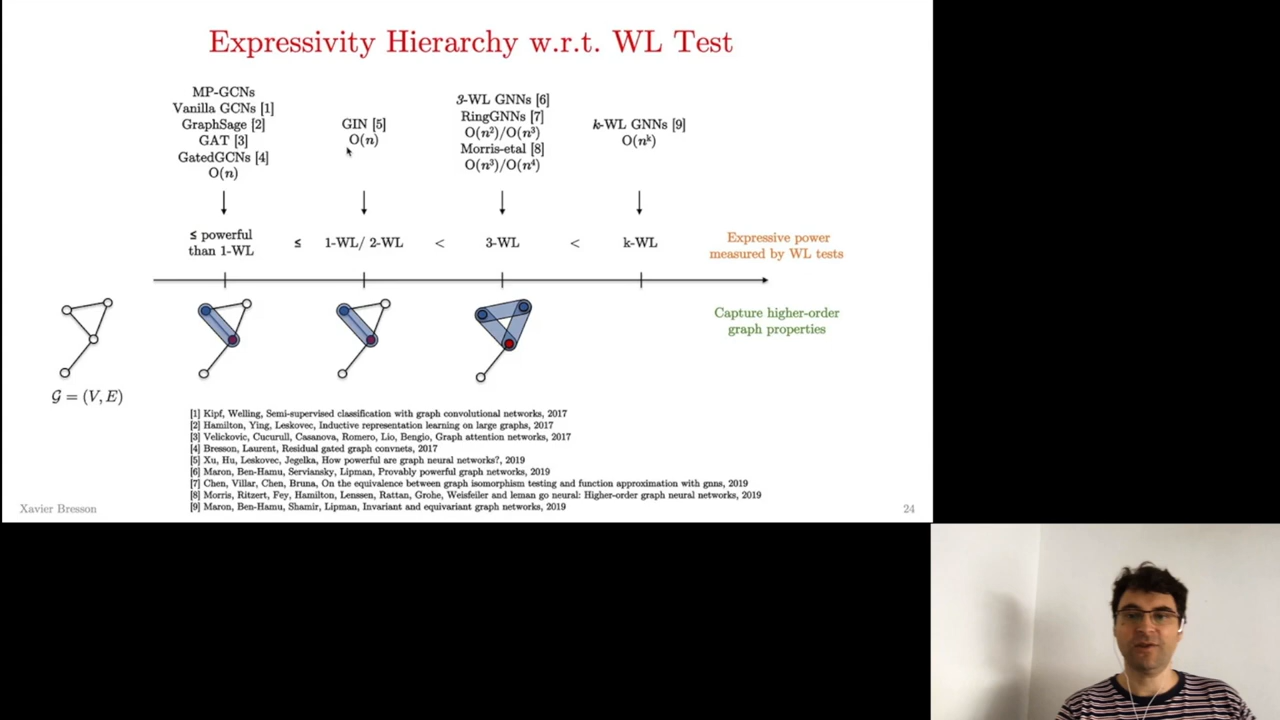 Expressivity Hierarchy w.r.t. WL Test
MP-GCNs
Vanilla GCNs [1]
GraphSage [2]
GAT [3]
GatedGCNs [4]
O(n)
GIN [5]
O(n)
3-WL GNNs [6]
RingGNNs [7]
O(n²)/O(n³)
Morris-etal [8]
O(n³)/O(n⁴)
k-WL GNNs [9]
O(nᵏ)
≤ powerful
than 1-WL
≤
1-WL/ 2-WL
<
3-WL
<
k-WL
Expressive power
measured by WL tests
Capture higher-order
graph properties
𝒢 = (V, E)
[1] Kipf, Welling, Semi-supervised classification with graph convolutional networks, 2017
[2] Hamilton, Ying, Leskovec, Inductive representation learning on large graphs, 2017
[3] Velickovic, Cucurull, Casanova, Romero, Lio, Bengio, Graph attention networks, 2017
[4] Bresson, Laurent, Residual gated graph convnets, 2017
[5] Xu, Hu, Leskovec, Jegelka, How powerful are graph neural networks?, 2019
[6] Maron, Ben-Hamu, Serviansky, Lipman, Provably powerful graph networks, 2019
[7] Chen, Villar, Chen, Bruna, On the equivalence between graph isomorphism testing and function approximation with gnns, 2019
[8] Morris, Ritzert, Fey, Hamilton, Lenssen, Rattan, Grohe, Weisfeiler and leman go neural: Higher-order graph neural networks, 2019
[9] Maron, Ben-Hamu, Shamir, Lipman, Invariant and equivariant graph networks, 2019
Xavier Bresson
24